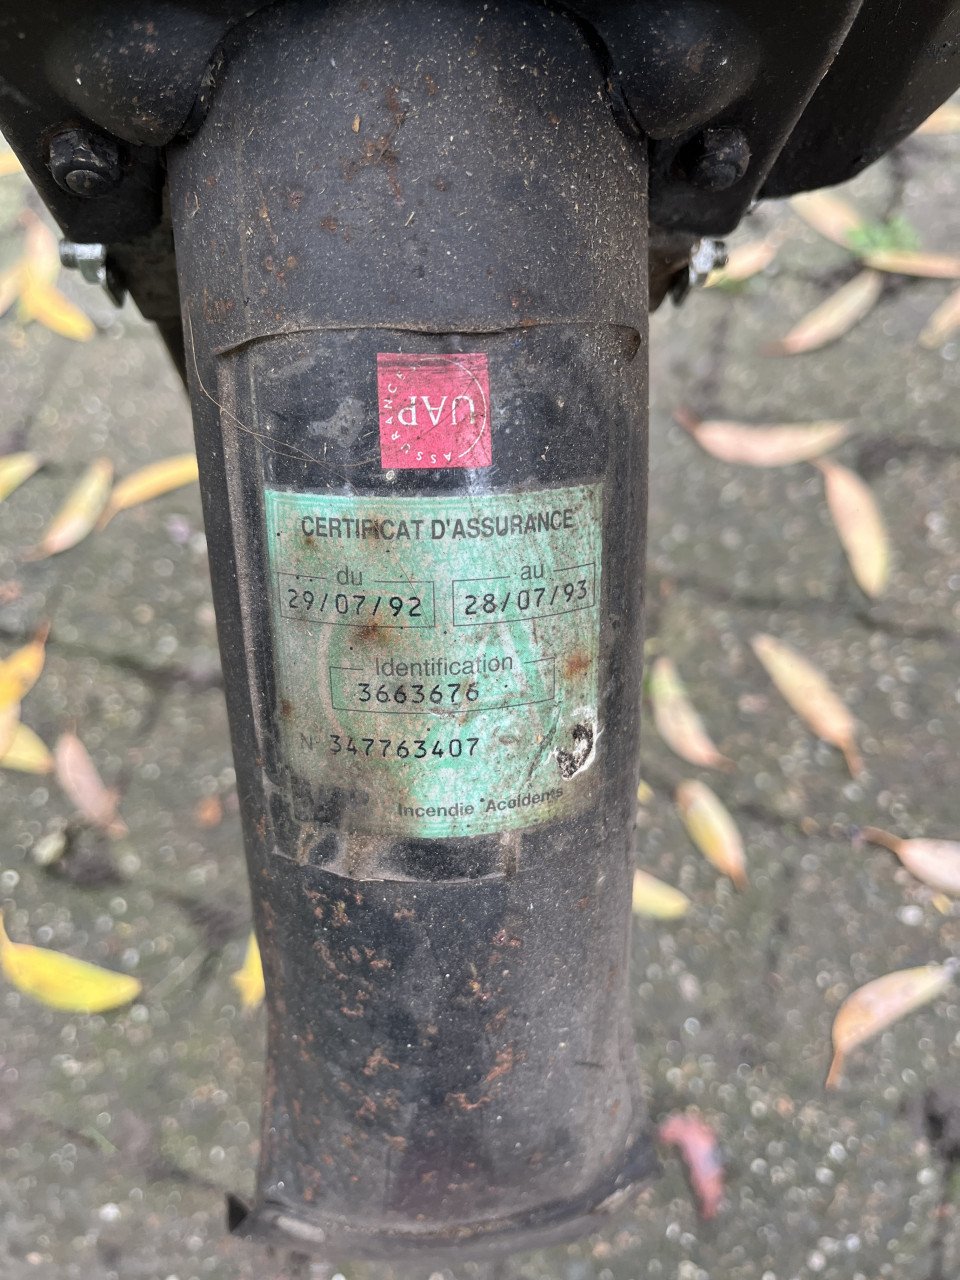 UAP
ASSURANCES
CERTIFICAT D'ASSURANCE
du au
29/07/92 28/07/93
Identification
3663676
N° 347763407
Incendie Accidents